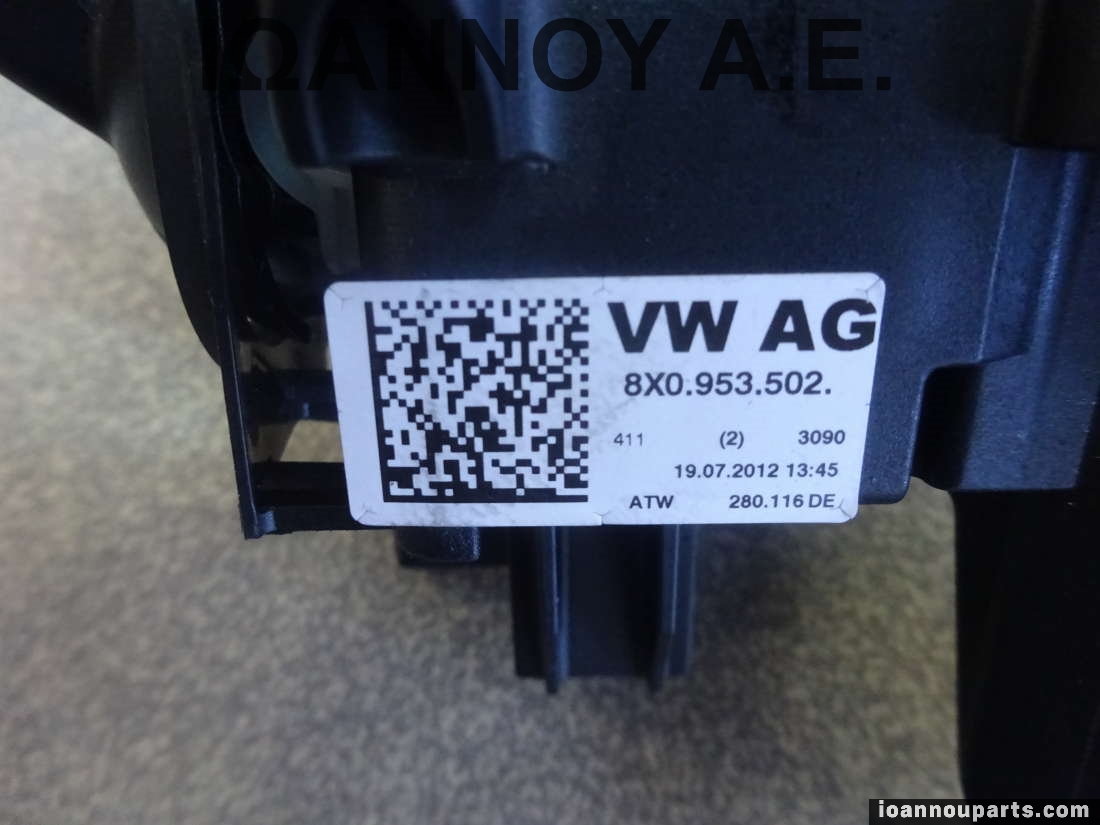 ΙΩΑΝΝΟΥ Α.Ε.
VW AG
8X0.953.502.
411 (2) 3090
19.07.2012 13:45
ATW 280.116 DE
ioannouparts.com